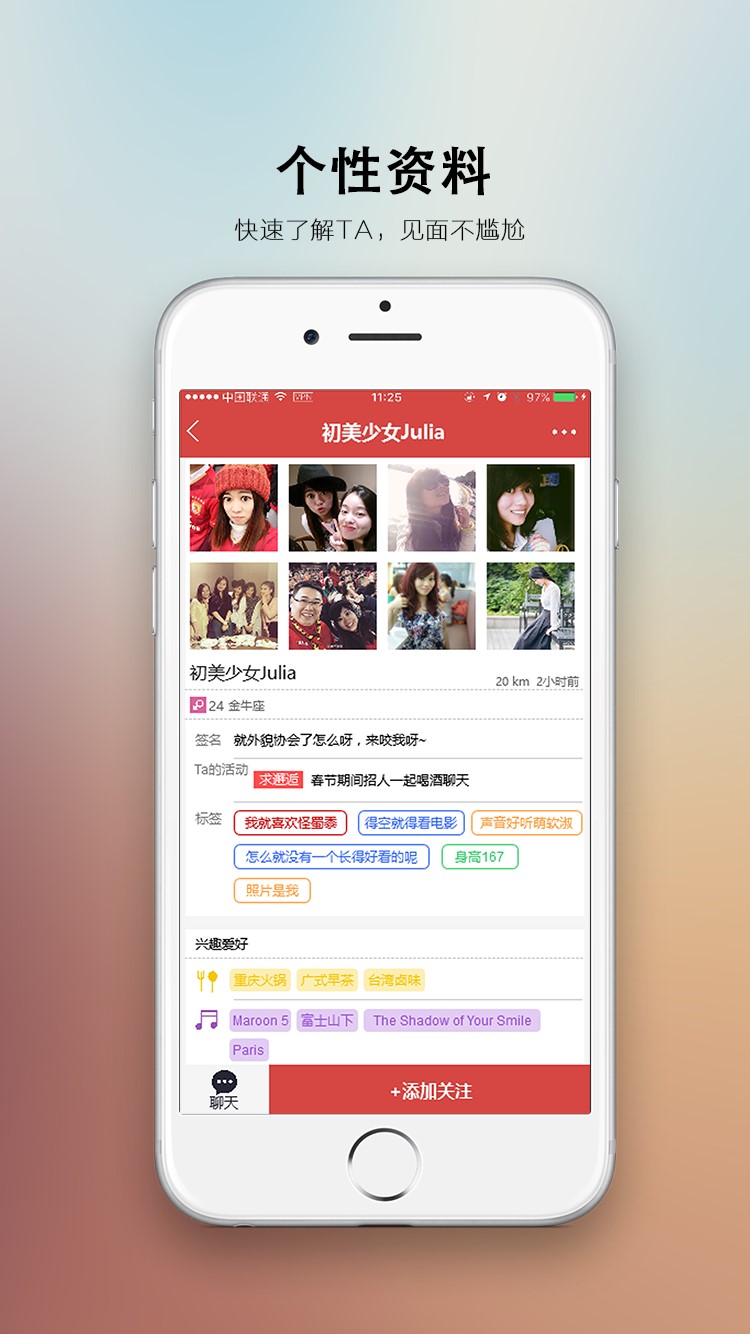 个性资料
快速了解TA，见面不尴尬
中国联通 VPN 11:25 97%
初美少女Julia
初美少女Julia
20 km 2小时前
24 金牛座
签名 就外貌协会了怎么呀，来咬我呀~
Ta的活动 求邂逅 春节期间招人一起喝酒聊天
标签 我就喜欢怪蜀黍 得空就得看电影 声音好听萌软淑
怎么就没有一个长得好看的呢 身高167
照片是我
兴趣爱好
重庆火锅 广式早茶 台湾卤味
Maroon 5 富士山下 The Shadow of Your Smile
Paris
聊天 +添加关注